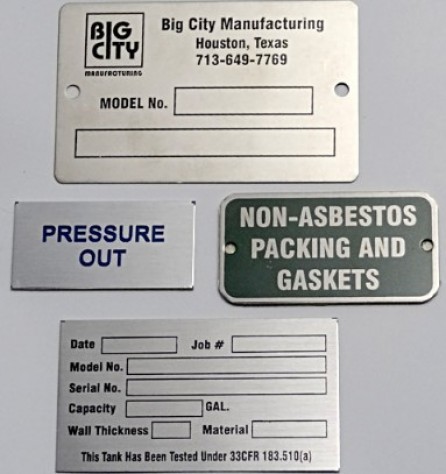 BIG
CITY
MANUFACTURING
Big City Manufacturing
Houston, Texas
713-649-7769
MODEL No.
PRESSURE
OUT
NON-ASBESTOS
PACKING AND
GASKETS
Date Job #
Model No.
Serial No.
Capacity GAL.
Wall Thickness Material
This Tank Has Been Tested Under 33CFR 183.510(a)